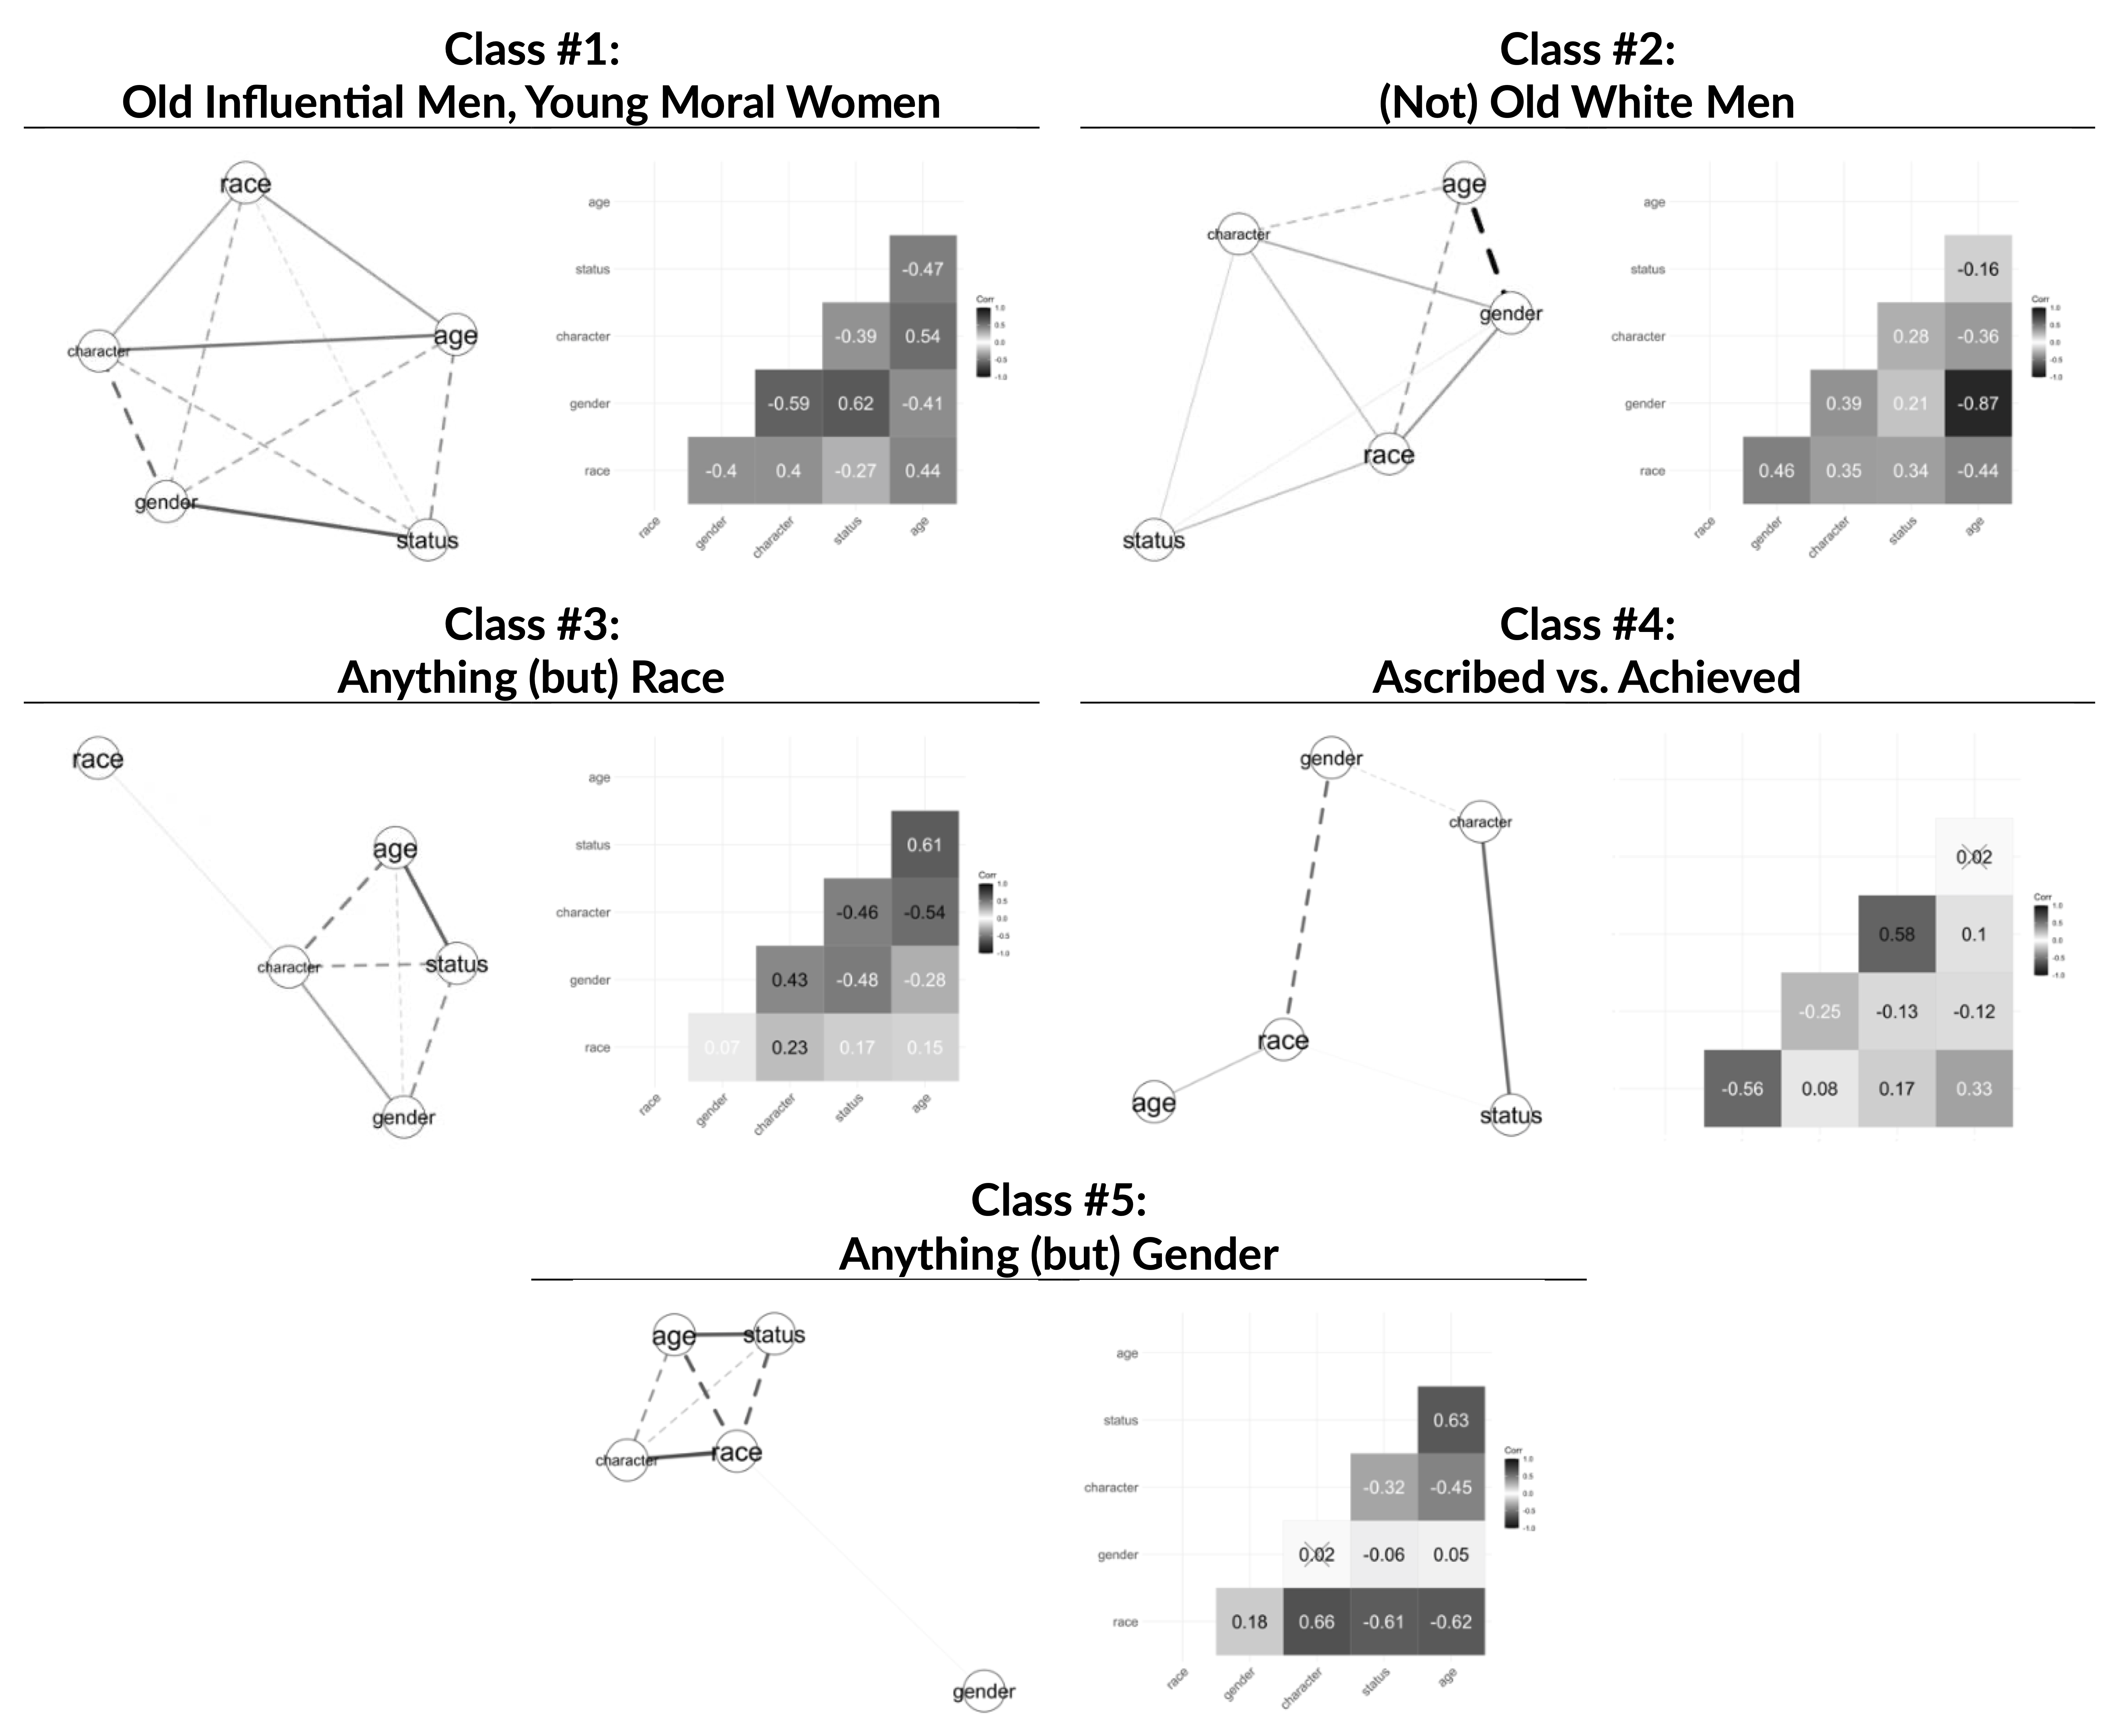 Class #1:
Old Influential Men, Young Moral Women
race
age
character
gender
status
age
status
character
gender
race
-0.47
-0.39 0.54
-0.59 0.62 -0.41
-0.4 0.4 -0.27 0.44
race gender character status age
Corr
1.0
0.5
0.0
-0.5
-1.0
Class #2:
(Not) Old White Men
age
character
gender
race
status
age
status
character
gender
race
-0.16
0.28 -0.36
0.39 0.21 -0.87
0.46 0.35 0.34 -0.44
race gender character status age
Corr
1.0
0.5
0.0
-0.5
-1.0
Class #3:
Anything (but) Race
race
age
character
status
gender
age
status
character
gender
race
0.61
-0.46 -0.54
0.43 -0.48 -0.28
0.07 0.23 0.17 0.15
race gender character status age
Corr
1.0
0.5
0.0
-0.5
-1.0
Class #4:
Ascribed vs. Achieved
gender
character
race
age
status
0.02
0.58 0.1
-0.25 -0.13 -0.12
-0.56 0.08 0.17 0.33
Corr
1.0
0.5
0.0
-0.5
-1.0
Class #5:
Anything (but) Gender
age
status
character
race
gender
age
status
character
gender
race
0.63
-0.32 -0.45
0.02 -0.06 0.05
0.18 0.66 -0.61 -0.62
race gender character status age
Corr
1.0
0.5
0.0
-0.5
-1.0